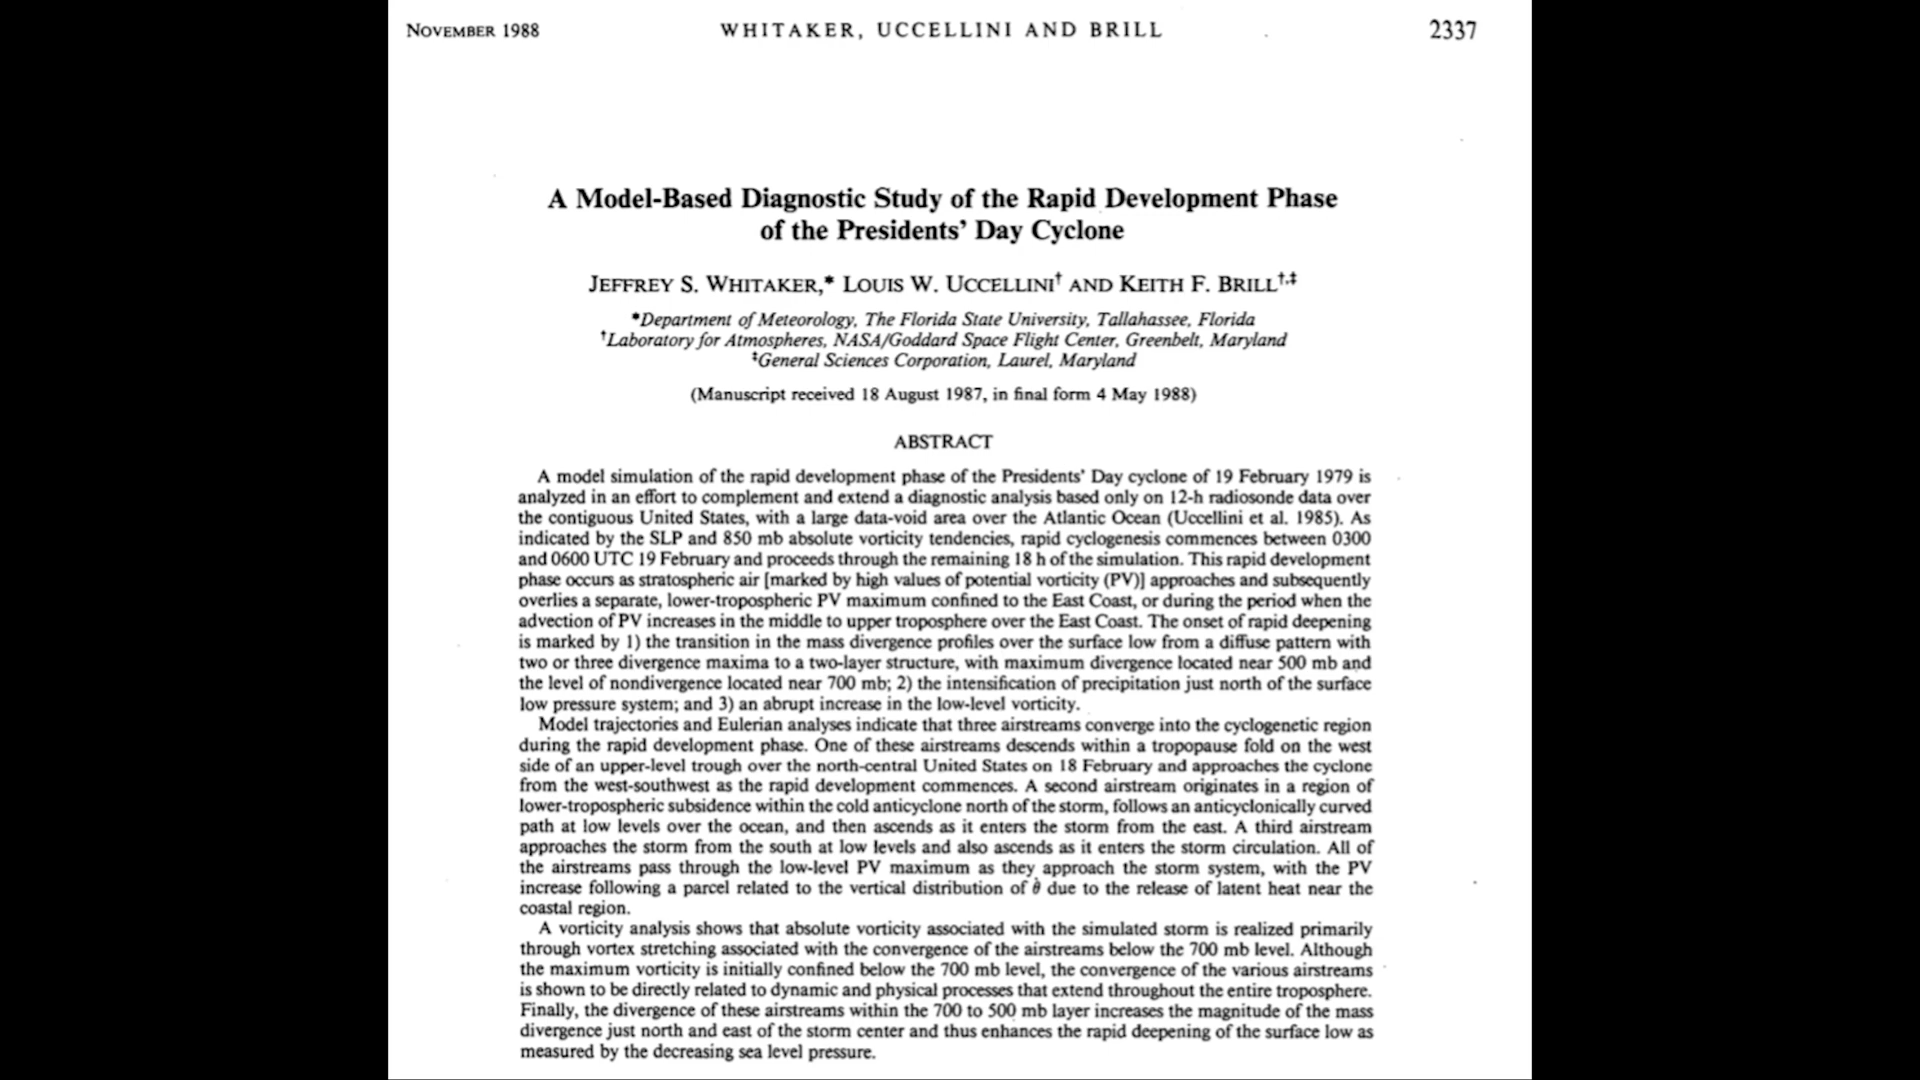 NOVEMBER 1988 WHITAKER, UCCELLINI AND BRILL 2337
A Model-Based Diagnostic Study of the Rapid Development Phase
of the Presidents' Day Cyclone
JEFFREY S. WHITAKER,* LOUIS W. UCCELLINI† AND KEITH F. BRILL†,‡
*Department of Meteorology, The Florida State University, Tallahassee, Florida
†Laboratory for Atmospheres, NASA/Goddard Space Flight Center, Greenbelt, Maryland
‡General Sciences Corporation, Laurel, Maryland
(Manuscript received 18 August 1987, in final form 4 May 1988)
ABSTRACT
A model simulation of the rapid development phase of the Presidents' Day cyclone of 19 February 1979 is
analyzed in an effort to complement and extend a diagnostic analysis based only on 12-h radiosonde data over
the contiguous United States, with a large data-void area over the Atlantic Ocean (Uccellini et al. 1985). As
indicated by the SLP and 850 mb absolute vorticity tendencies, rapid cyclogenesis commences between 0300
and 0600 UTC 19 February and proceeds through the remaining 18 h of the simulation. This rapid development
phase occurs as stratospheric air [marked by high values of potential vorticity (PV)] approaches and subsequently
overlies a separate, lower-tropospheric PV maximum confined to the East Coast, or during the period when the
advection of PV increases in the middle to upper troposphere over the East Coast. The onset of rapid deepening
is marked by 1) the transition in the mass divergence profiles over the surface low from a diffuse pattern with
two or three divergence maxima to a two-layer structure, with maximum divergence located near 500 mb and
the level of nondivergence located near 700 mb; 2) the intensification of precipitation just north of the surface
low pressure system; and 3) an abrupt increase in the low-level vorticity.
Model trajectories and Eulerian analyses indicate that three airstreams converge into the cyclogenetic region
during the rapid development phase. One of these airstreams descends within a tropopause fold on the west
side of an upper-level trough over the north-central United States on 18 February and approaches the cyclone
from the west-southwest as the rapid development commences. A second airstream originates in a region of
lower-tropospheric subsidence within the cold anticyclone north of the storm, follows an anticyclonically curved
path at low levels over the ocean, and then ascends as it enters the storm from the east. A third airstream
approaches the storm from the south at low levels and also ascends as it enters the storm circulation. All of
the airstreams pass through the low-level PV maximum as they approach the storm system, with the PV
increase following a parcel related to the vertical distribution of θ̇ due to the release of latent heat near the
coastal region.
A vorticity analysis shows that absolute vorticity associated with the simulated storm is realized primarily
through vortex stretching associated with the convergence of the airstreams below the 700 mb level. Although
the maximum vorticity is initially confined below the 700 mb level, the convergence of the various airstreams
is shown to be directly related to dynamic and physical processes that extend throughout the entire troposphere.
Finally, the divergence of these airstreams within the 700 to 500 mb layer increases the magnitude of the mass
divergence just north and east of the storm center and thus enhances the rapid deepening of the surface low as
measured by the decreasing sea level pressure.